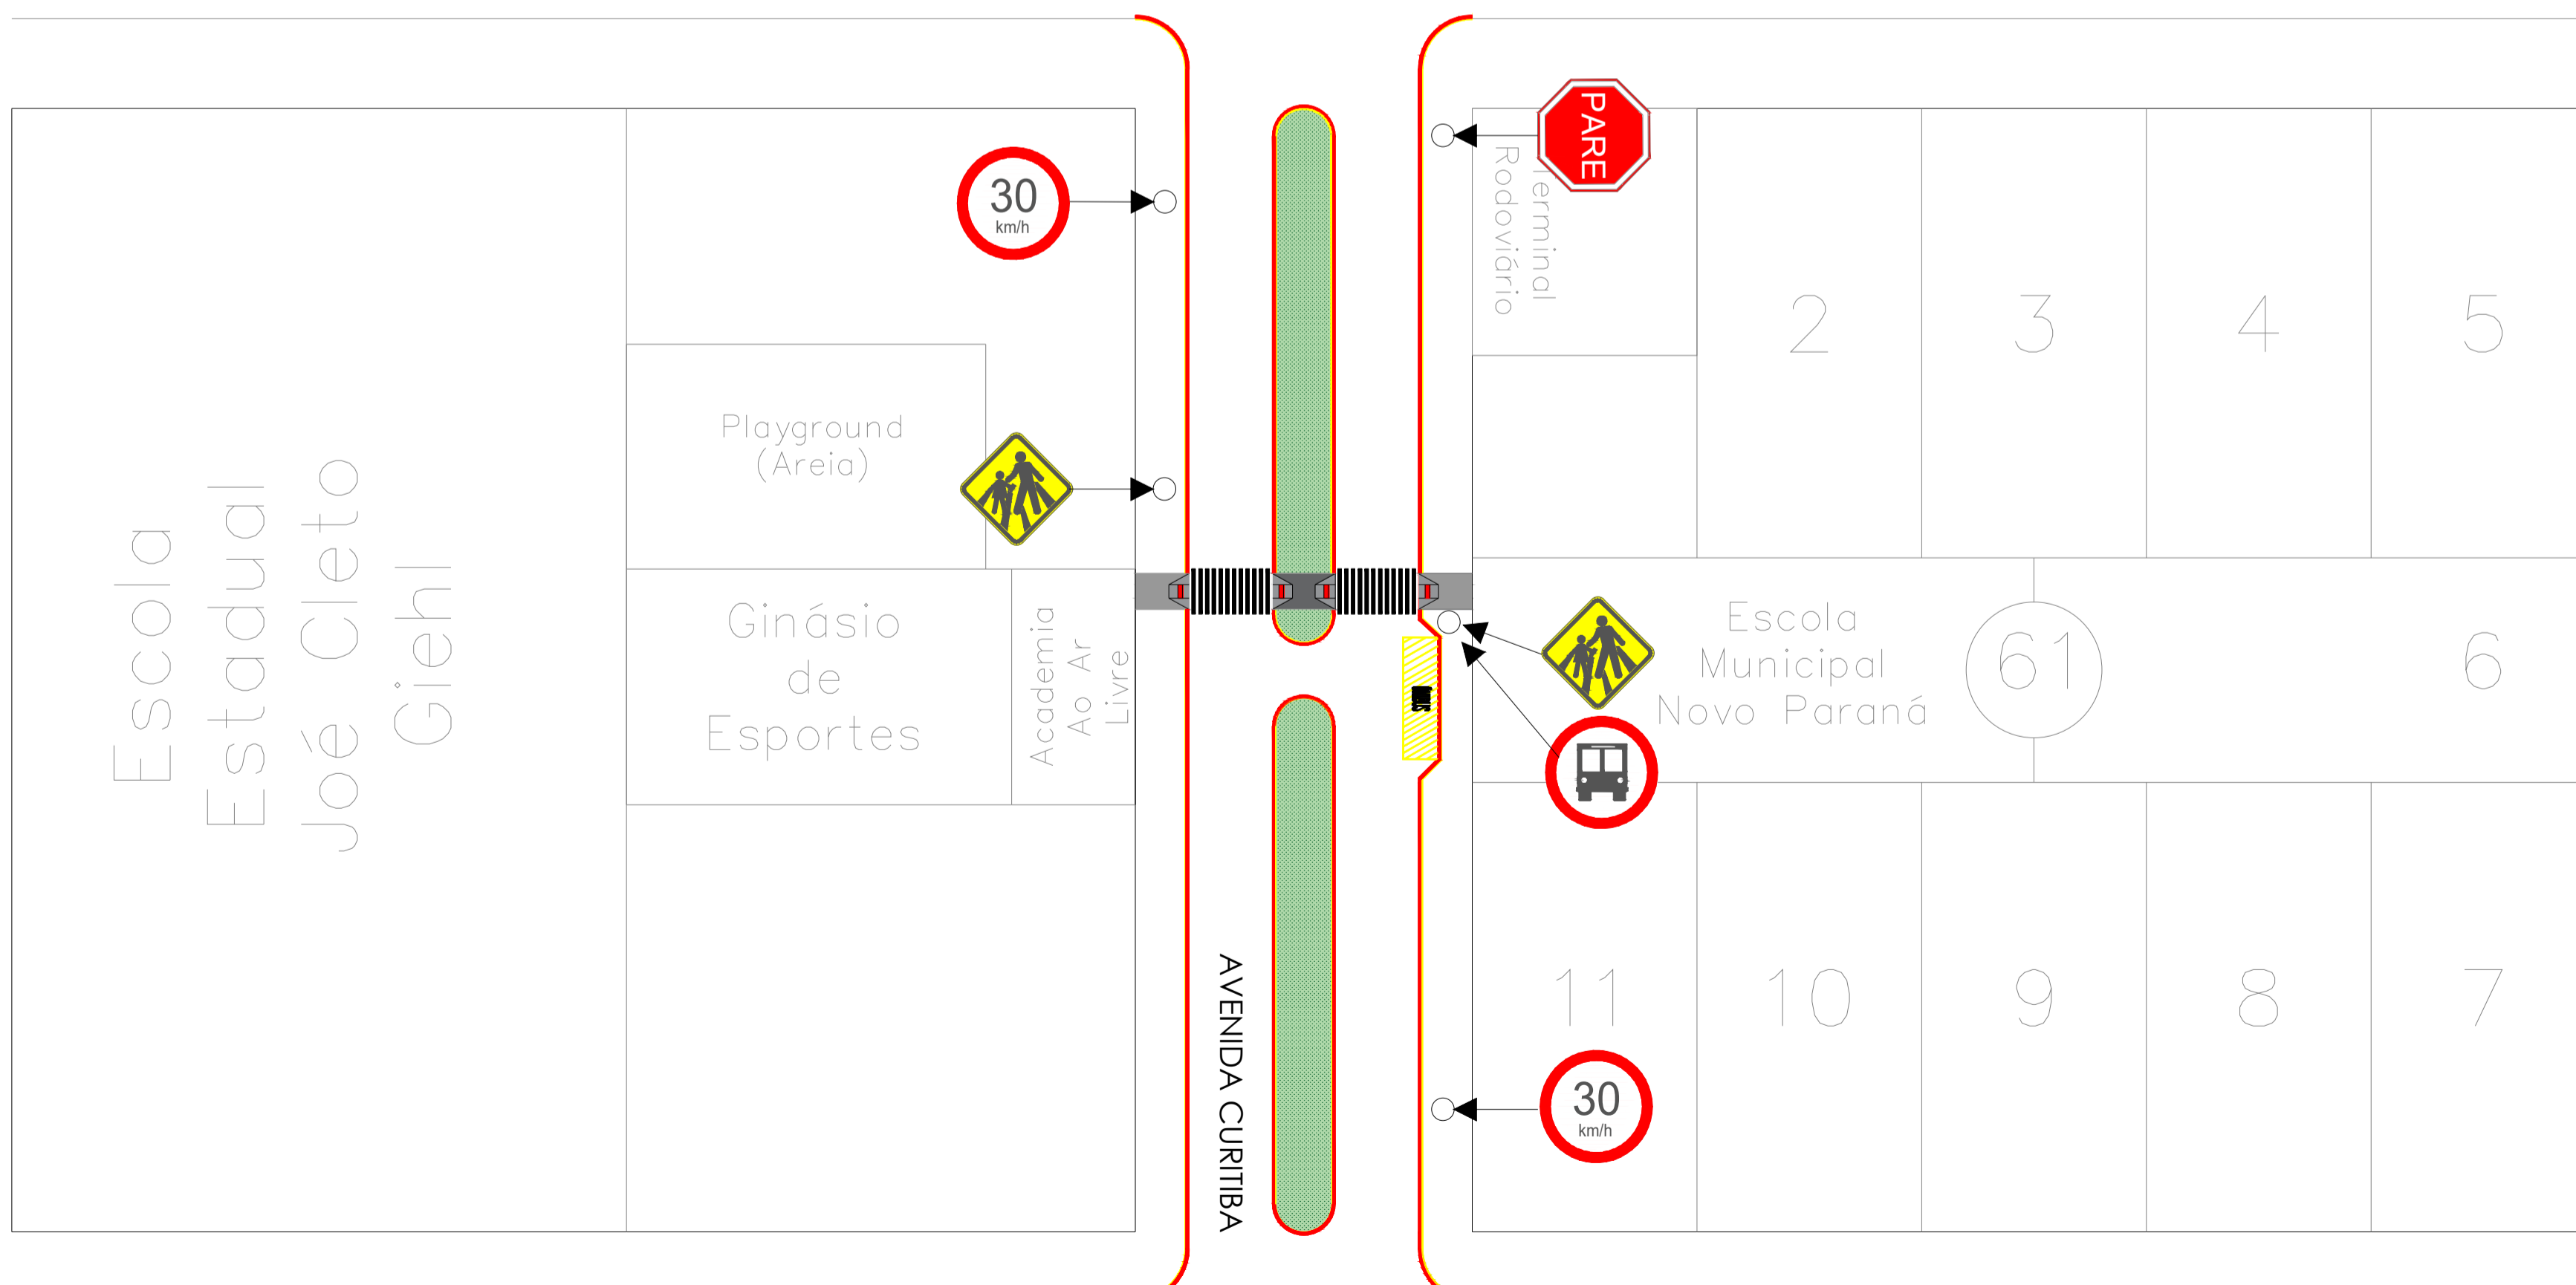 Escola
Estadual
Joé Cleto
Giehl
30
km/h
Playground
(Areia)
Ginásio
de
Esportes
Academia
Ao Ar
Livre
AVENIDA CURITIBA
PARE
Terminal
Rodoviário
2
3
4
5
Escola
Municipal
Novo Paraná
61
6
11
10
9
8
7
30
km/h